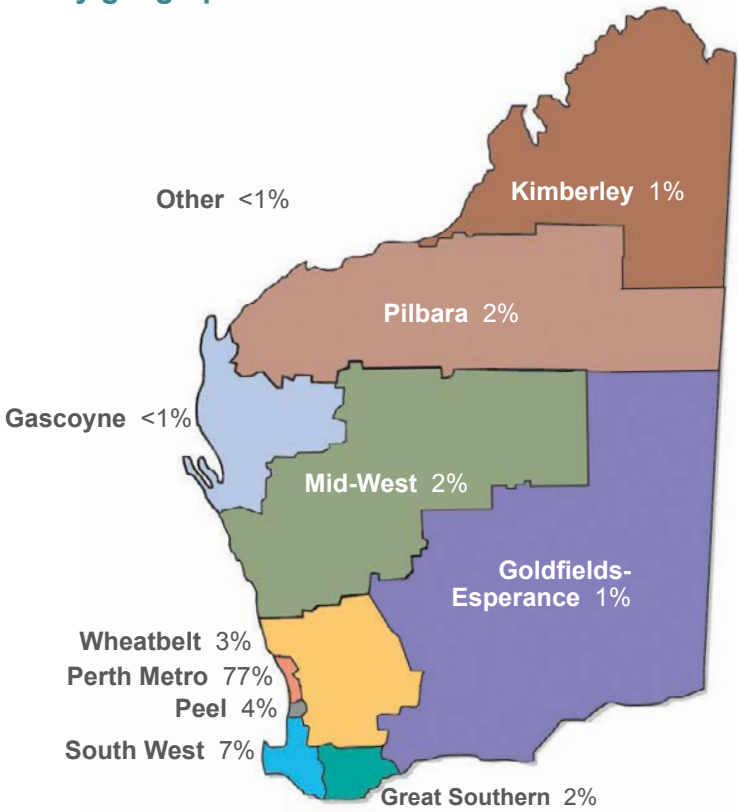 Other <1%
Kimberley 1%
Pilbara 2%
Gascoyne <1%
Mid-West 2%
Goldfields-
Esperance 1%
Wheatbelt 3%
Perth Metro 77%
Peel 4%
South West 7%
Great Southern 2%